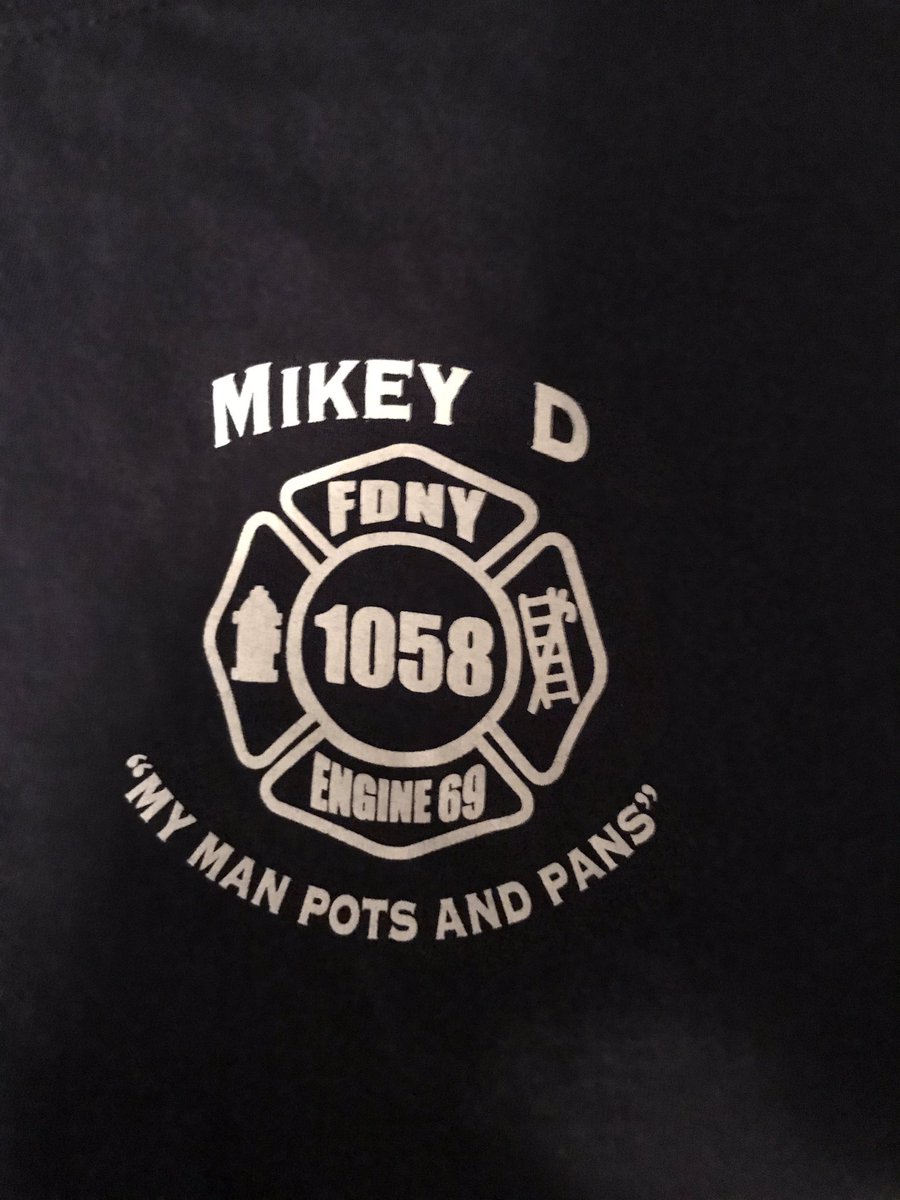 MIKEY D
FDNY
1058
ENGINE 69
"MY MAN POTS AND PANS"